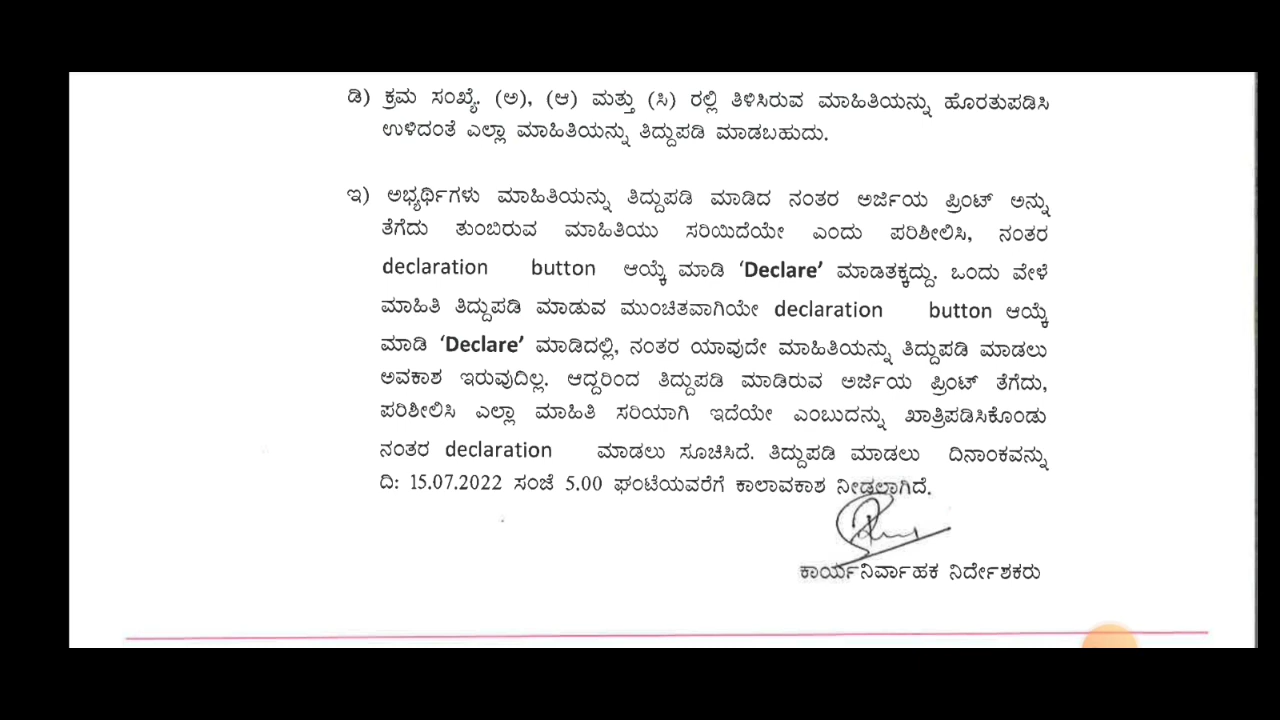 ಡಿ) ಕ್ರಮ ಸಂಖ್ಯೆ. (ಅ), (ಆ) ಮತ್ತು (ಸಿ) ರಲ್ಲಿ ತಿಳಿಸಿರುವ ಮಾಹಿತಿಯನ್ನು ಹೊರತುಪಡಿಸಿ
ಉಳಿದಂತೆ ಎಲ್ಲಾ ಮಾಹಿತಿಯನ್ನು ತಿದ್ದುಪಡಿ ಮಾಡಬಹುದು.
ಇ) ಅಭ್ಯರ್ಥಿಗಳು ಮಾಹಿತಿಯನ್ನು ತಿದ್ದುಪಡಿ ಮಾಡಿದ ನಂತರ ಅರ್ಜಿಯ ಪ್ರಿಂಟ್ ಅನ್ನು
ತೆಗೆದು ತುಂಬಿರುವ ಮಾಹಿತಿಯು ಸರಿಯಿದೆಯೇ ಎಂದು ಪರಿಶೀಲಿಸಿ, ನಂತರ
declaration button ಆಯ್ಕೆ ಮಾಡಿ ‘Declare’ ಮಾಡತಕ್ಕದ್ದು. ಒಂದು ವೇಳೆ
ಮಾಹಿತಿ ತಿದ್ದುಪಡಿ ಮಾಡುವ ಮುಂಚಿತವಾಗಿಯೇ declaration button ಆಯ್ಕೆ
ಮಾಡಿ ‘Declare’ ಮಾಡಿದಲ್ಲಿ, ನಂತರ ಯಾವುದೇ ಮಾಹಿತಿಯನ್ನು ತಿದ್ದುಪಡಿ ಮಾಡಲು
ಅವಕಾಶ ಇರುವುದಿಲ್ಲ. ಆದ್ದರಿಂದ ತಿದ್ದುಪಡಿ ಮಾಡಿರುವ ಅರ್ಜಿಯ ಪ್ರಿಂಟ್ ತೆಗೆದು,
ಪರಿಶೀಲಿಸಿ ಎಲ್ಲಾ ಮಾಹಿತಿ ಸರಿಯಾಗಿ ಇದೆಯೇ ಎಂಬುದನ್ನು ಖಾತ್ರಿಪಡಿಸಿಕೊಂಡು
ನಂತರ declaration ಮಾಡಲು ಸೂಚಿಸಿದೆ. ತಿದ್ದುಪಡಿ ಮಾಡಲು ದಿನಾಂಕವನ್ನು
ದಿ: 15.07.2022 ಸಂಜೆ 5.00 ಘಂಟೆಯವರೆಗೆ ಕಾಲಾವಕಾಶ ನೀಡಲಾಗಿದೆ.
ಕಾರ್ಯನಿರ್ವಾಹಕ ನಿರ್ದೇಶಕರು